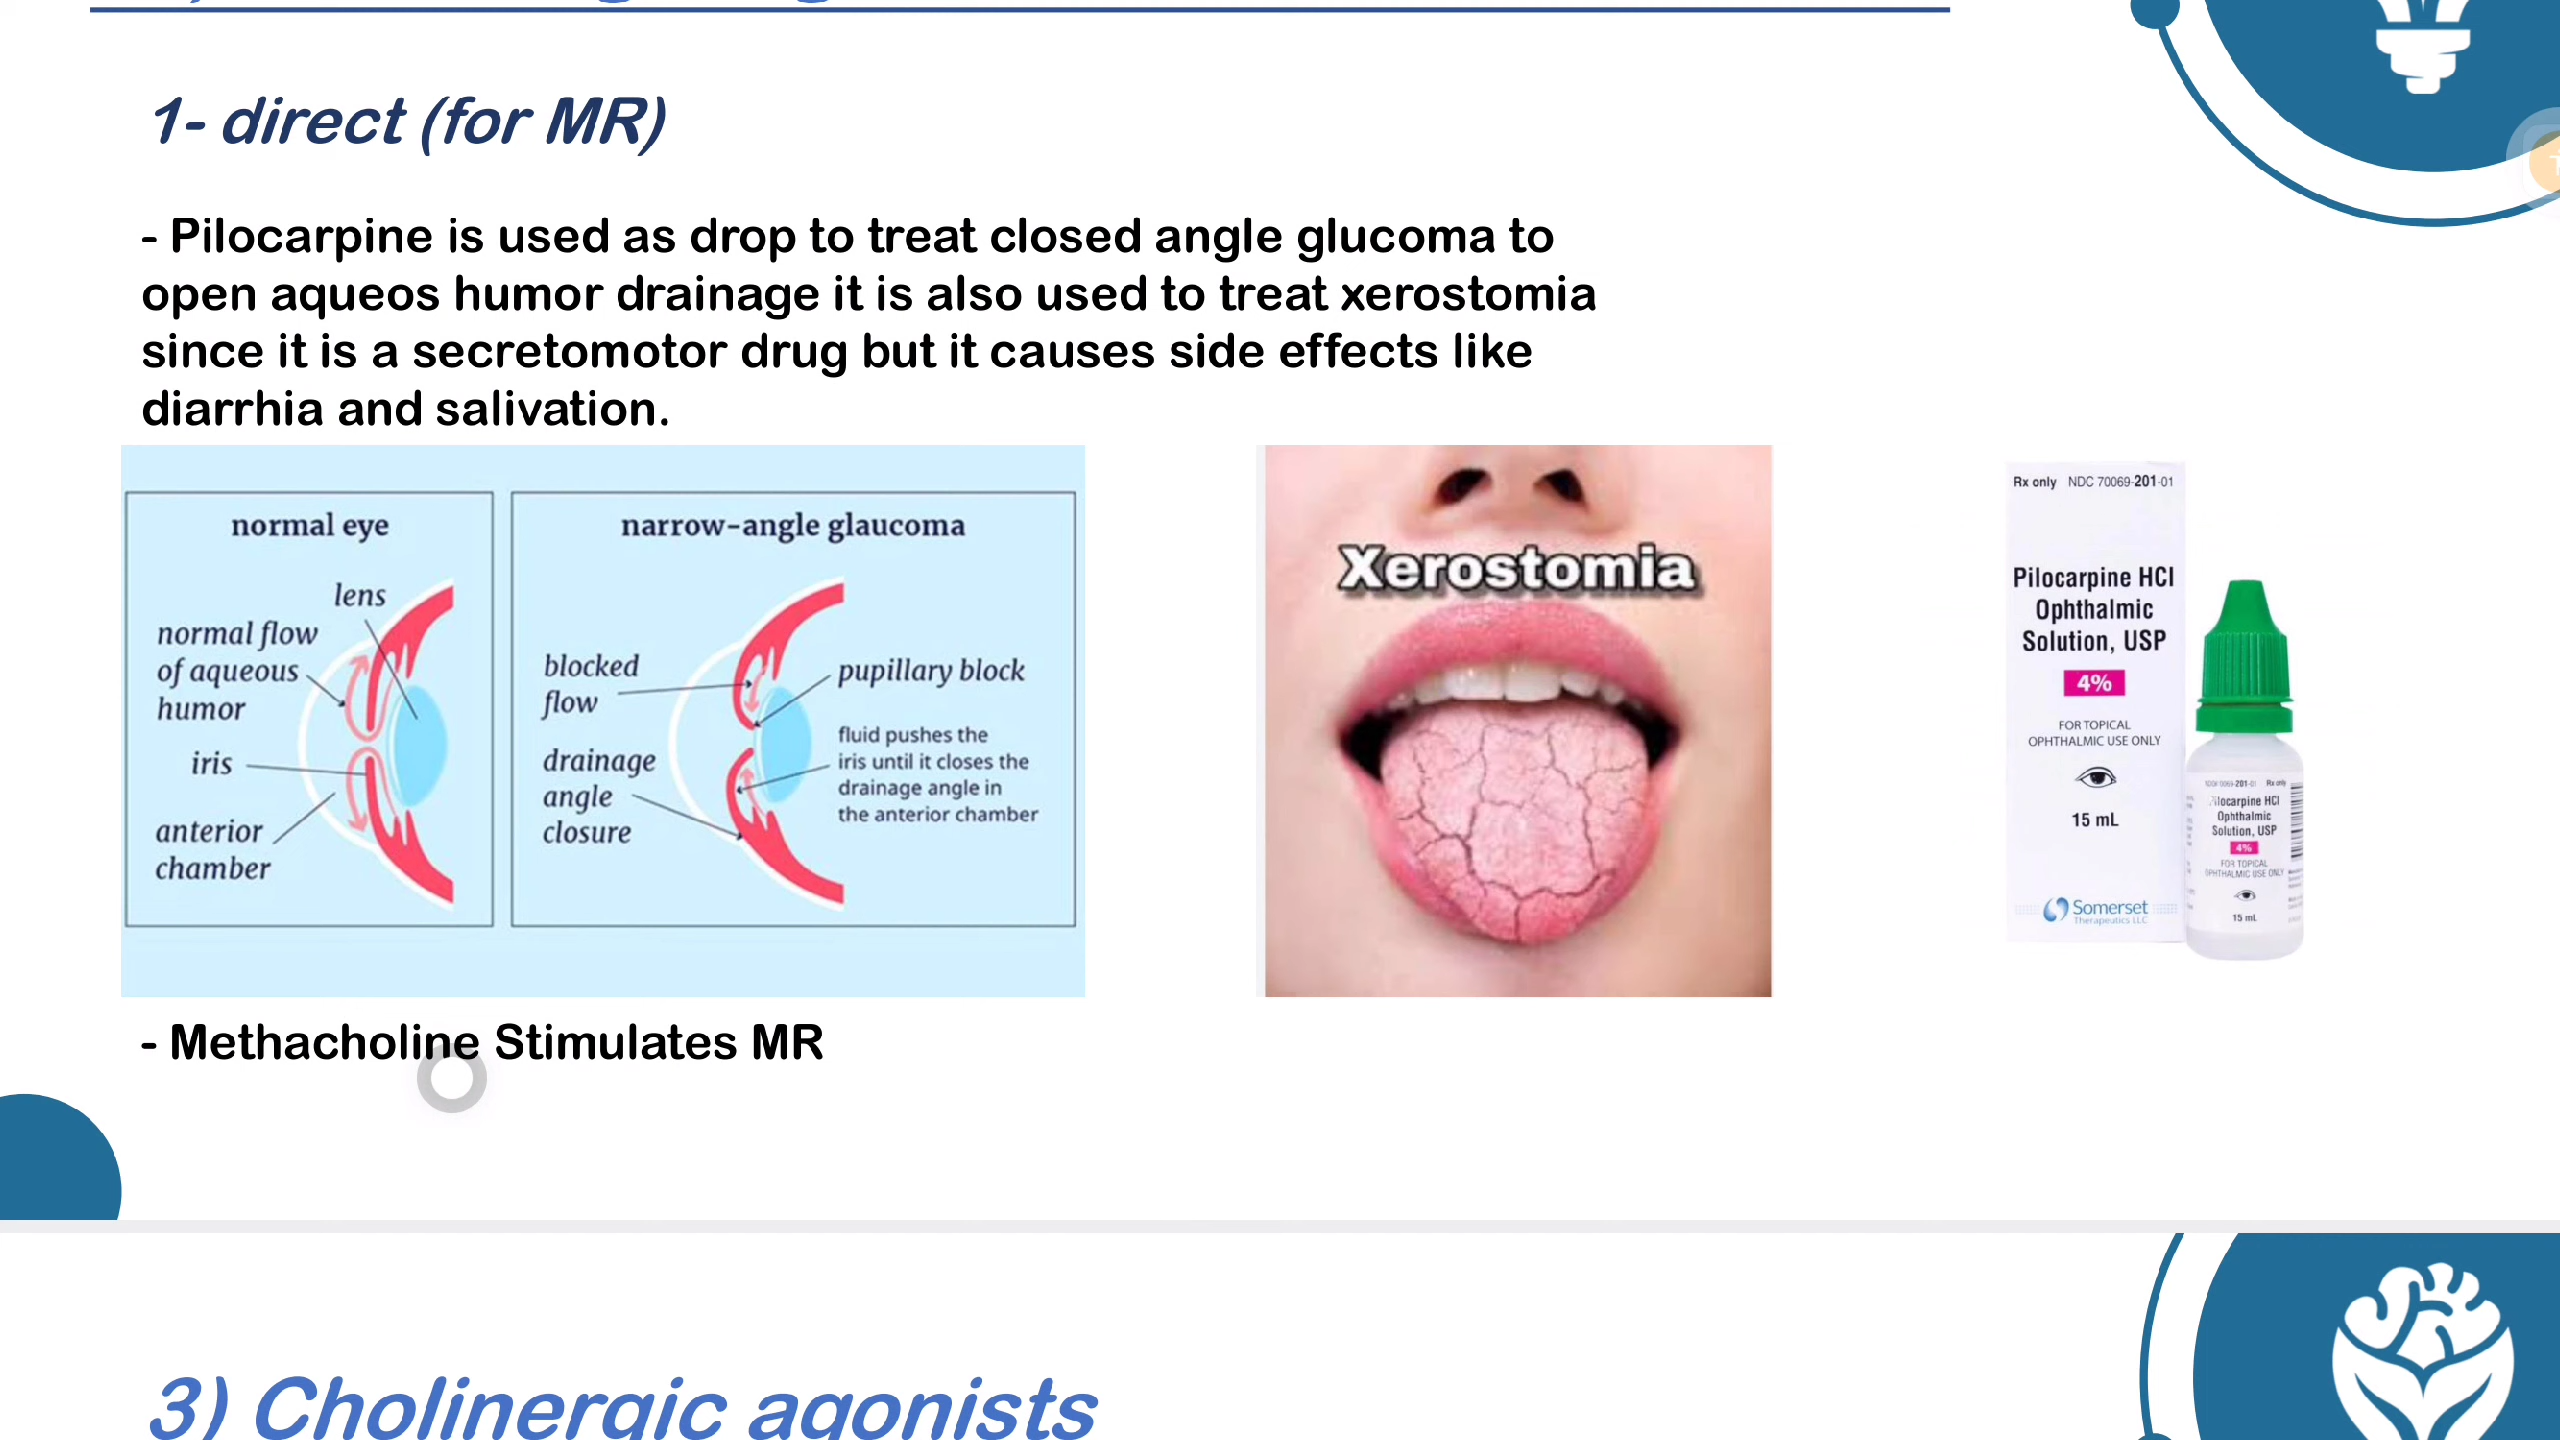 1- direct (for MR)
- Pilocarpine is used as drop to treat closed angle glucoma to
open aqueos humor drainage it is also used to treat xerostomia
since it is a secretomotor drug but it causes side effects like
diarrhia and salivation.
normal eye
lens
normal flow
of aqueous
humor
iris
anterior
chamber
narrow-angle glaucoma
blocked
flow
pupillary block
drainage
angle
closure
fluid pushes the
iris until it closes the
drainage angle in
the anterior chamber
Xerostomia
Rx only NDC 70069-201-01
Pilocarpine HCl
Ophthalmic
Solution, USP
4%
FOR TOPICAL
OPHTHALMIC USE ONLY
15 mL
Somerset
Therapeutics LLC
Rx only
Pilocarpine HCl
Ophthalmic
Solution, USP
4%
FOR TOPICAL
OPHTHALMIC USE ONLY
15 mL
- Methacholine Stimulates MR
3) Cholinergic agonists